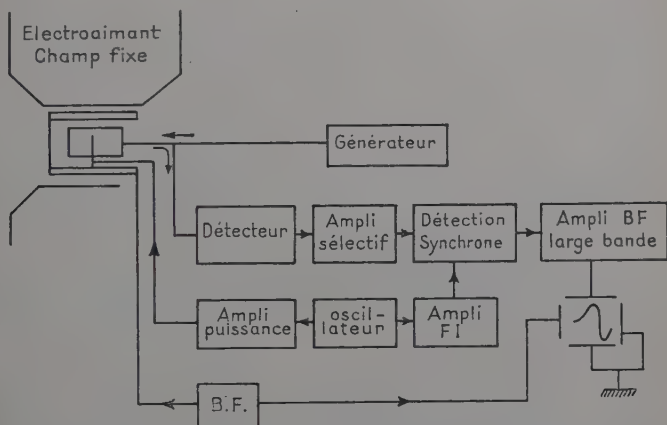 Electroaimant
Champ fixe
Générateur
Détecteur
Ampli
sélectif
Détection
Synchrone
Ampli BF
large bande
Ampli
puissance
oscil-
lateur
Ampli
FI
B.F.